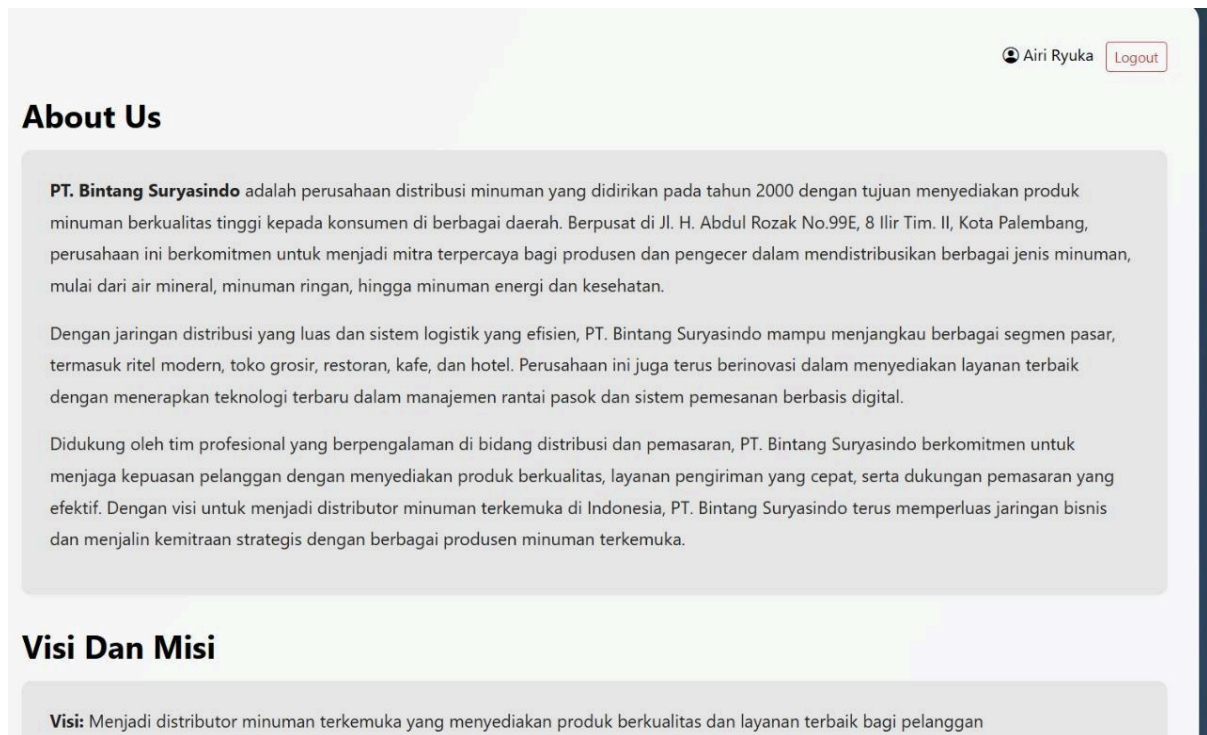 Airi Ryuka Logout
About Us
PT. Bintang Suryasindo adalah perusahaan distribusi minuman yang didirikan pada tahun 2000 dengan tujuan menyediakan produk
minuman berkualitas tinggi kepada konsumen di berbagai daerah. Berpusat di Jl. H. Abdul Rozak No.99E, 8 Ilir Tim. II, Kota Palembang,
perusahaan ini berkomitmen untuk menjadi mitra terpercaya bagi produsen dan pengecer dalam mendistribusikan berbagai jenis minuman,
mulai dari air mineral, minuman ringan, hingga minuman energi dan kesehatan.
Dengan jaringan distribusi yang luas dan sistem logistik yang efisien, PT. Bintang Suryasindo mampu menjangkau berbagai segmen pasar,
termasuk ritel modern, toko grosir, restoran, kafe, dan hotel. Perusahaan ini juga terus berinovasi dalam menyediakan layanan terbaik
dengan menerapkan teknologi terbaru dalam manajemen rantai pasok dan sistem pemesanan berbasis digital.
Didukung oleh tim profesional yang berpengalaman di bidang distribusi dan pemasaran, PT. Bintang Suryasindo berkomitmen untuk
menjaga kepuasan pelanggan dengan menyediakan produk berkualitas, layanan pengiriman yang cepat, serta dukungan pemasaran yang
efektif. Dengan visi untuk menjadi distributor minuman terkemuka di Indonesia, PT. Bintang Suryasindo terus memperluas jaringan bisnis
dan menjalin kemitraan strategis dengan berbagai produsen minuman terkemuka.
Visi Dan Misi
Visi: Menjadi distributor minuman terkemuka yang menyediakan produk berkualitas dan layanan terbaik bagi pelanggan